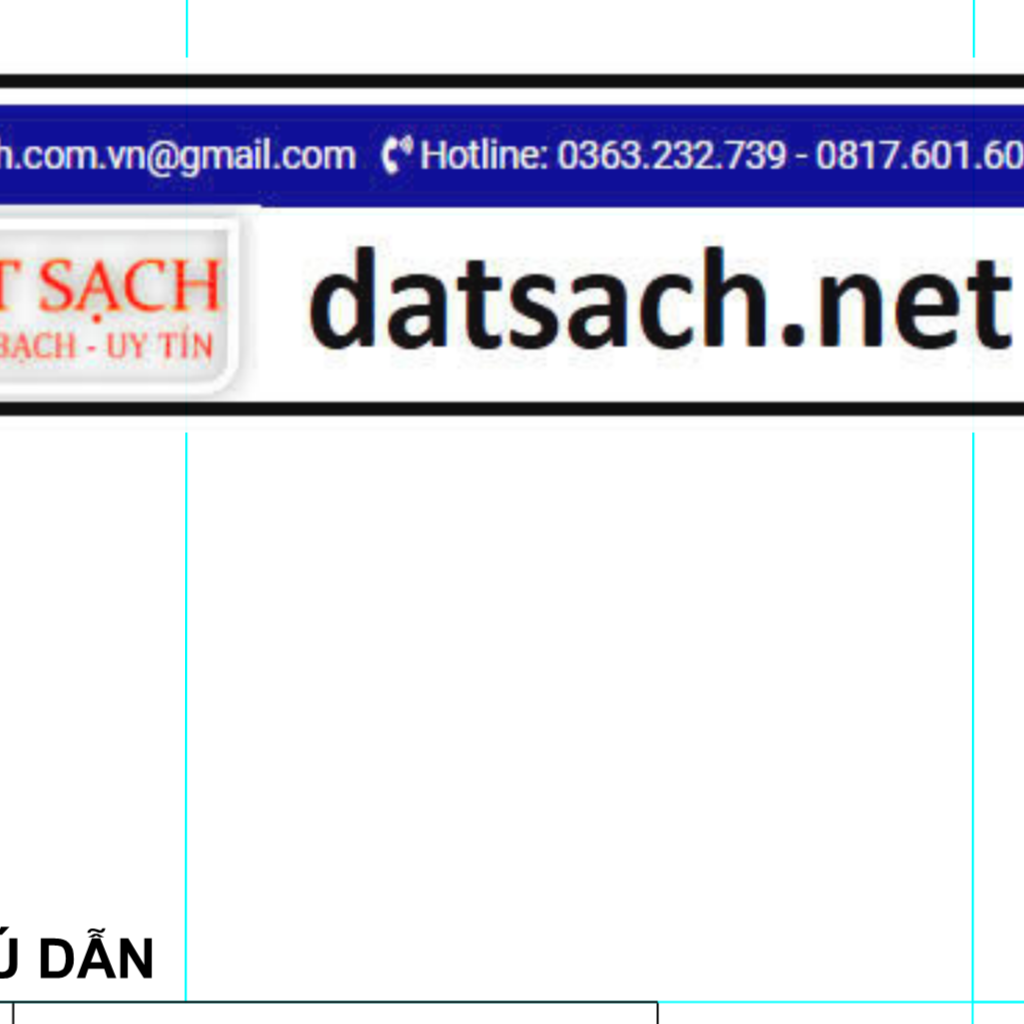 h.com.vn@gmail.com Hotline: 0363.232.739 - 0817.601.60
T SẠCH
BẠCH - UY TÍN
datsach.net
Ú DẪN